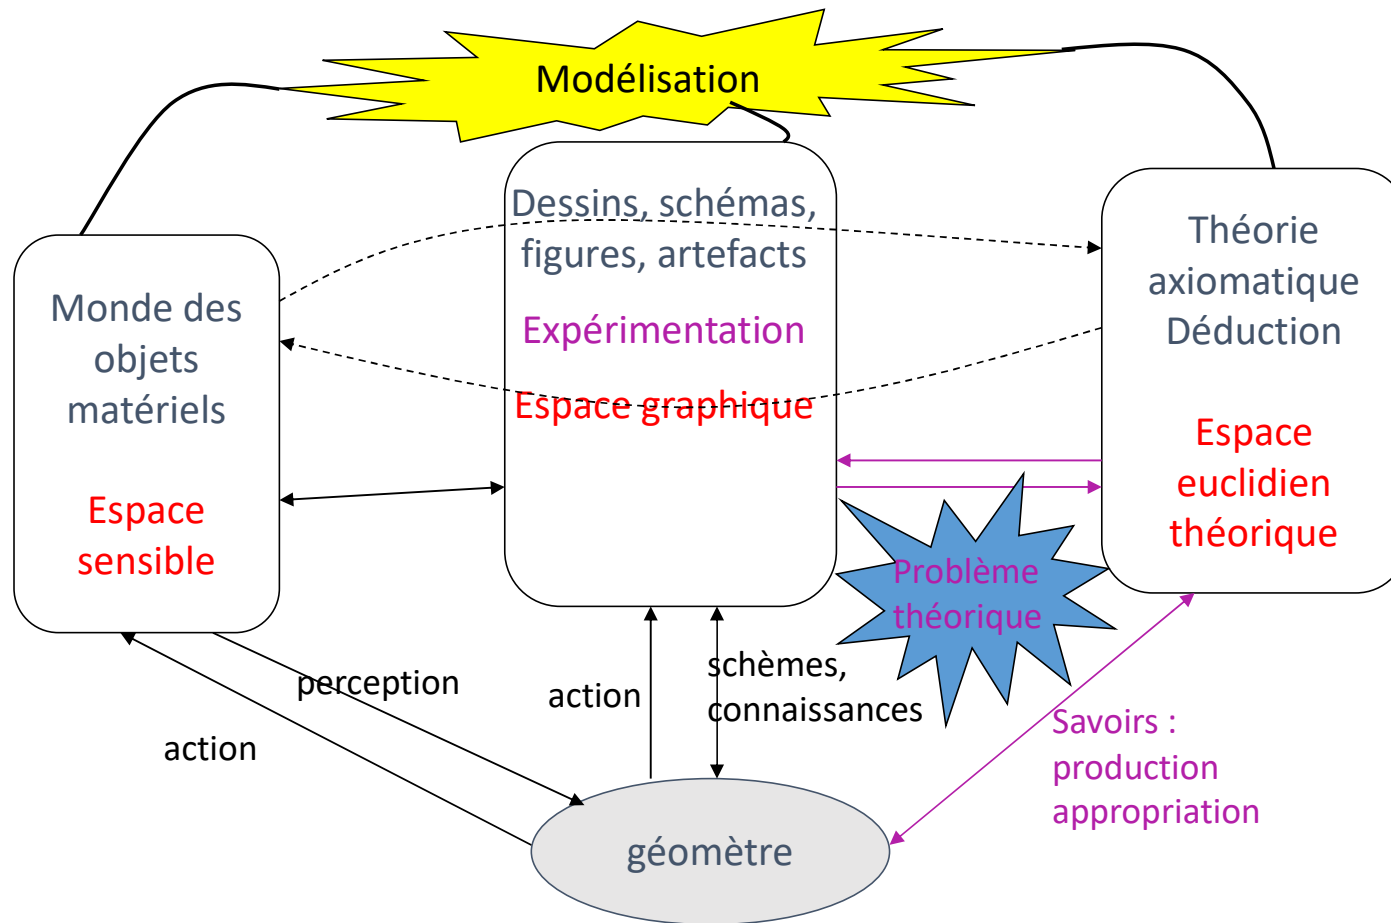 Modélisation
Dessins, schémas,
figures, artefacts
Expérimentation
Espace graphique
Monde des
objets
matériels
Espace
sensible
Théorie
axiomatique
Déduction
Espace
euclidien
théorique
Problème
théorique
perception
action
action
schèmes,
connaissances
Savoirs :
production
appropriation
géomètre